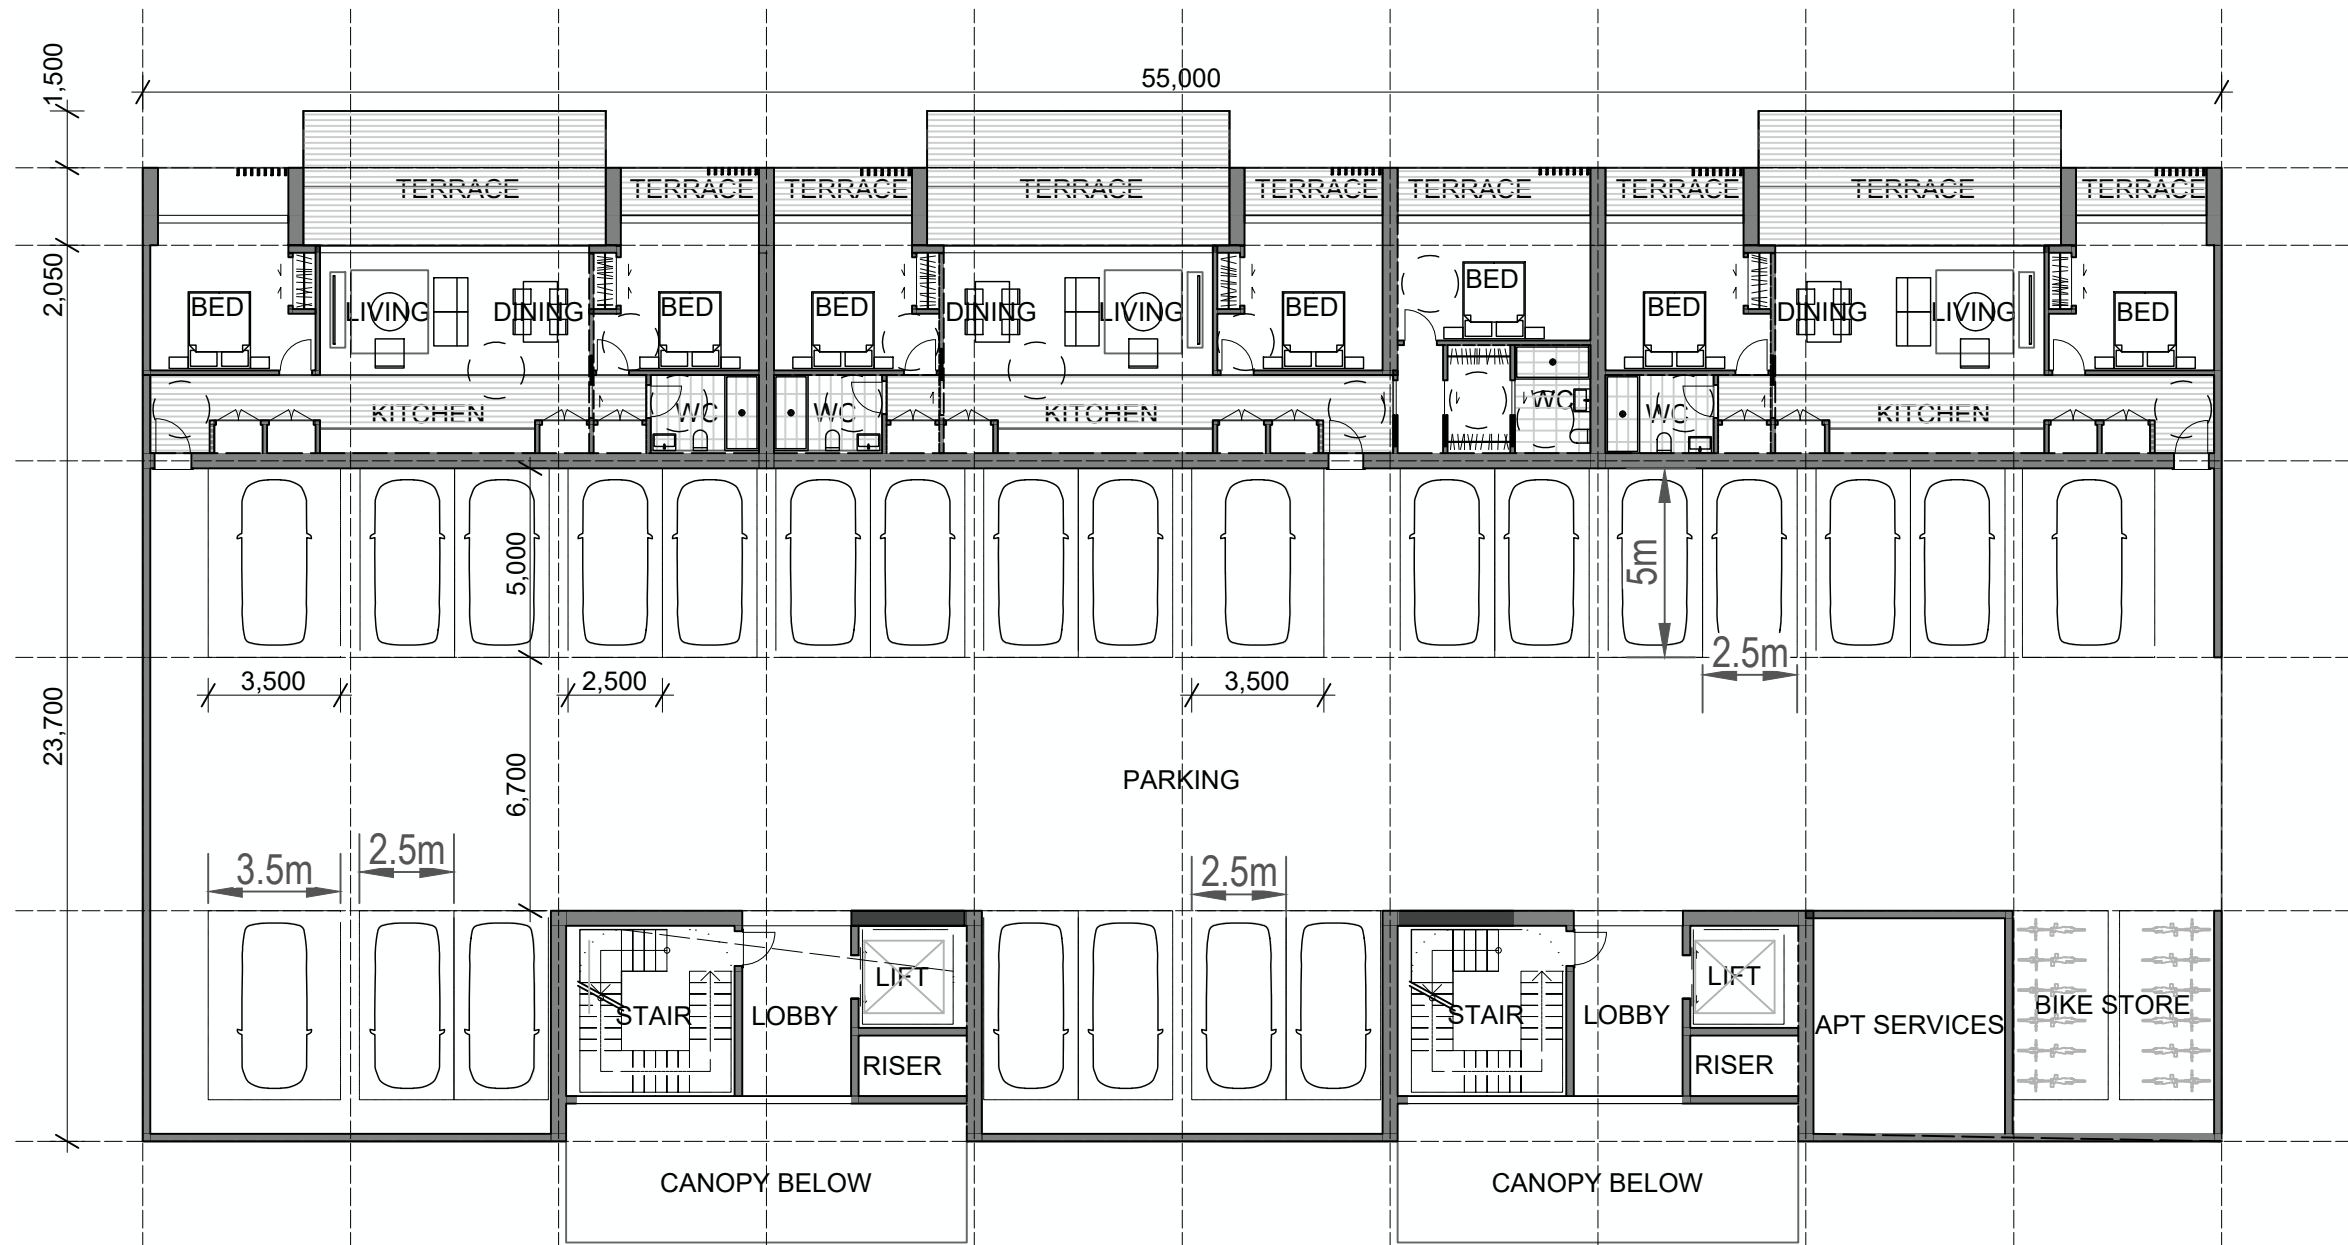 1,500
55,000
TERRACE
TERRACE
TERRACE
TERRACE
TERRACE
TERRACE
TERRACE
TERRACE
TERRACE
2,050
BED
LIVING
DINING
BED
BED
DINING
LIVING
BED
BED
BED
DINING
LIVING
BED
KITCHEN
WC
WC
KITCHEN
WC
WC
KITCHEN
5,000
5m
2.5m
3,500
2,500
3,500
23,700
6,700
PARKING
3.5m
2.5m
2.5m
STAIR
LOBBY
LIFT
RISER
STAIR
LOBBY
LIFT
RISER
APT SERVICES
BIKE STORE
CANOPY BELOW
CANOPY BELOW